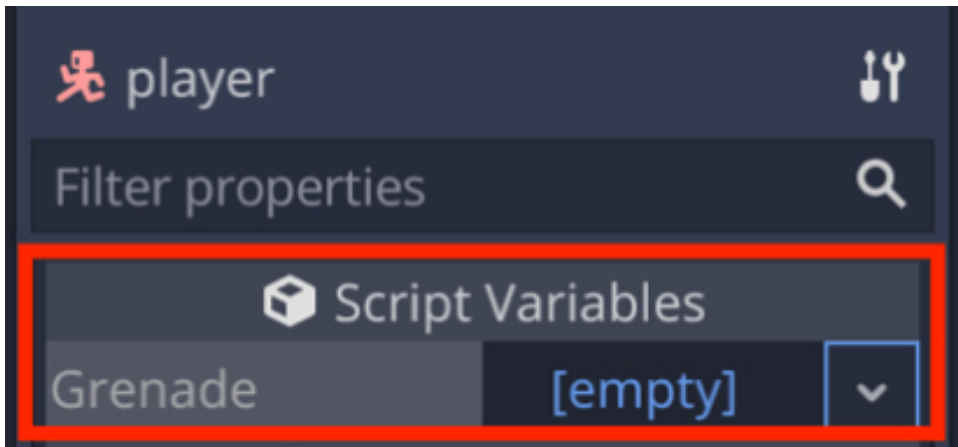 player
Filter properties
Script Variables
Grenade [empty]